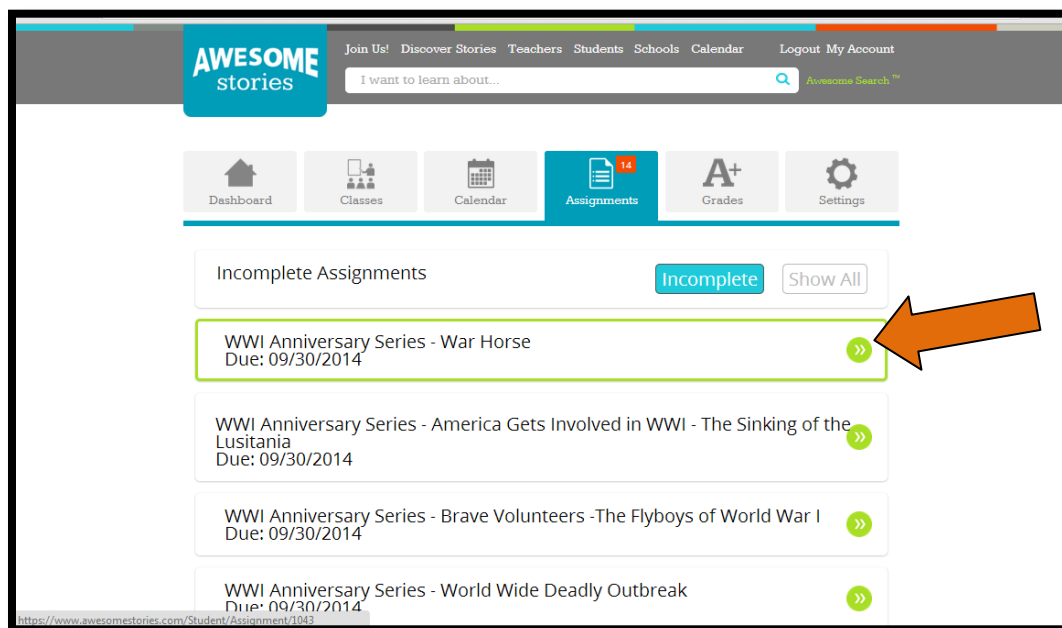 AWESOME
stories
Join Us! Discover Stories Teachers Students Schools Calendar Logout My Account
I want to learn about...
Awesome Search™
14
A+
Dashboard Classes Calendar Assignments Grades Settings
Incomplete Assignments
Incomplete Show All
WWI Anniversary Series - War Horse
Due: 09/30/2014
WWI Anniversary Series - America Gets Involved in WWI - The Sinking of the
Lusitania
Due: 09/30/2014
WWI Anniversary Series - Brave Volunteers -The Flyboys of World War I
Due: 09/30/2014
WWI Anniversary Series - World Wide Deadly Outbreak
Due: 09/30/2014
https://www.awesomestories.com/Student/Assignment/1043